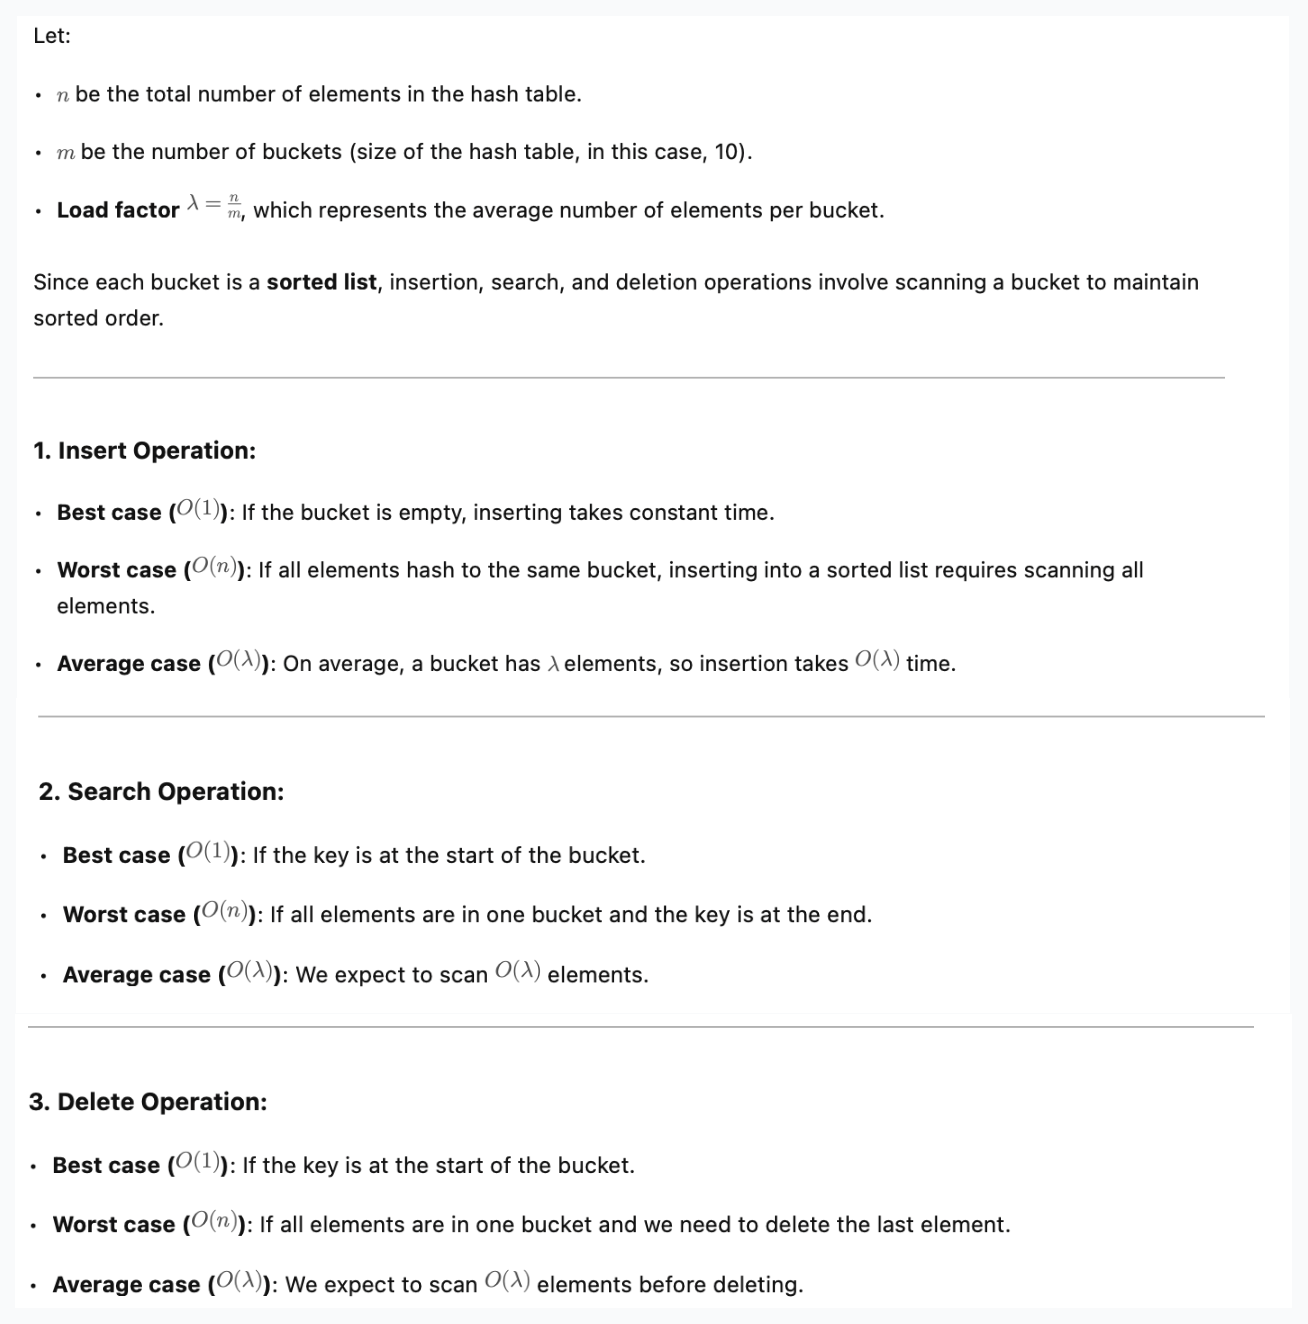 Let:
• n be the total number of elements in the hash table.
• m be the number of buckets (size of the hash table, in this case, 10).
• Load factor λ = n/m, which represents the average number of elements per bucket.
Since each bucket is a sorted list, insertion, search, and deletion operations involve scanning a bucket to maintain
sorted order.
1. Insert Operation:
• Best case (O(1)): If the bucket is empty, inserting takes constant time.
• Worst case (O(n)): If all elements hash to the same bucket, inserting into a sorted list requires scanning all
elements.
• Average case (O(λ)): On average, a bucket has λ elements, so insertion takes O(λ) time.
2. Search Operation:
• Best case (O(1)): If the key is at the start of the bucket.
• Worst case (O(n)): If all elements are in one bucket and the key is at the end.
• Average case (O(λ)): We expect to scan O(λ) elements.
3. Delete Operation:
• Best case (O(1)): If the key is at the start of the bucket.
• Worst case (O(n)): If all elements are in one bucket and we need to delete the last element.
• Average case (O(λ)): We expect to scan O(λ) elements before deleting.